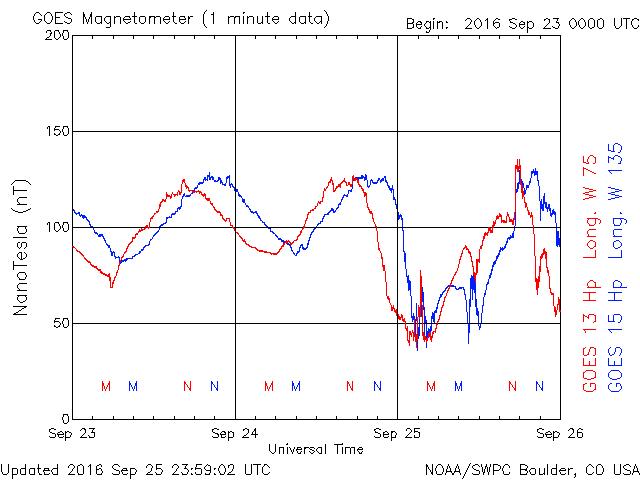 GOES Magnetometer (1 minute data)
Begin: 2016 Sep 23 0000 UTC
200
150
100
50
0
NanoTesla (nT)
M M N N M M N N M M N N
Sep 23 Sep 24 Sep 25 Sep 26
Universal Time
GOES 13 Hp Long. W 75
GOES 15 Hp Long. W 135
Updated 2016 Sep 25 23:59:02 UTC
NOAA/SWPC Boulder, CO USA